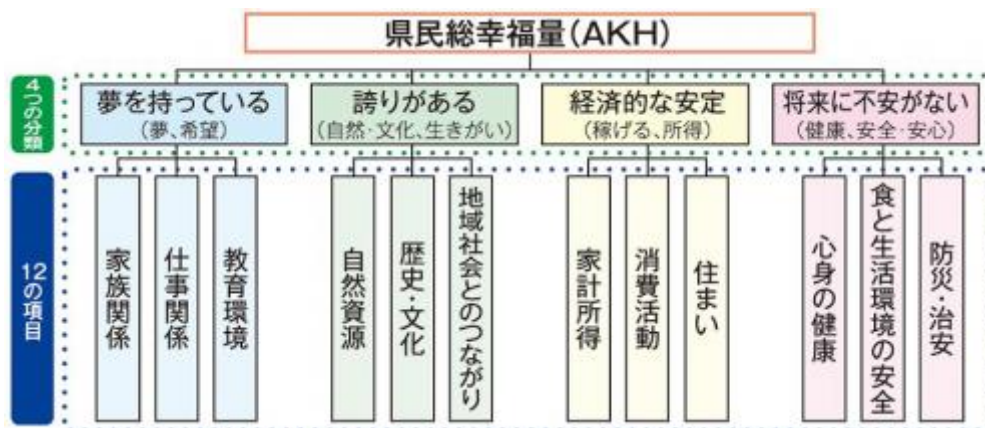 県民総幸福量(AKH)
4つの分類
夢を持っている
(夢、希望)
誇りがある
(自然・文化、生きがい)
経済的な安定
(稼げる、所得)
将来に不安がない
(健康、安全・安心)
12の項目
家族関係
仕事関係
教育環境
自然資源
歴史・文化
地域社会とのつながり
家計所得
消費活動
住まい
心身の健康
食と生活環境の安全
防災・治安